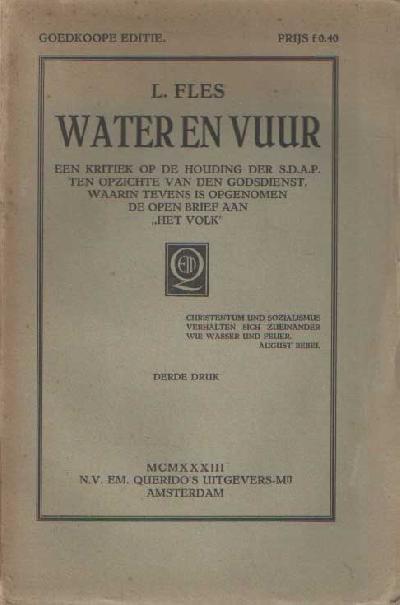 GOEDKOOPE EDITIE. PRIJS f 0.40
L. FLES
WATER EN VUUR
EEN KRITIEK OP DE HOUDING DER S.D.A.P.
TEN OPZICHTE VAN DEN GODSDIENST,
WAARIN TEVENS IS OPGENOMEN
DE OPEN BRIEF AAN
„HET VOLK"
EM
Q
CHRISTENTUM UND SOZIALISMUS
VERHALTEN SICH ZUEINANDER
WIE WASSER UND FEUER.
AUGUST BEBEL
DERDE DRUK
MCMXXXIII
N.V. EM. QUERIDO'S UITGEVERS-MIJ
AMSTERDAM